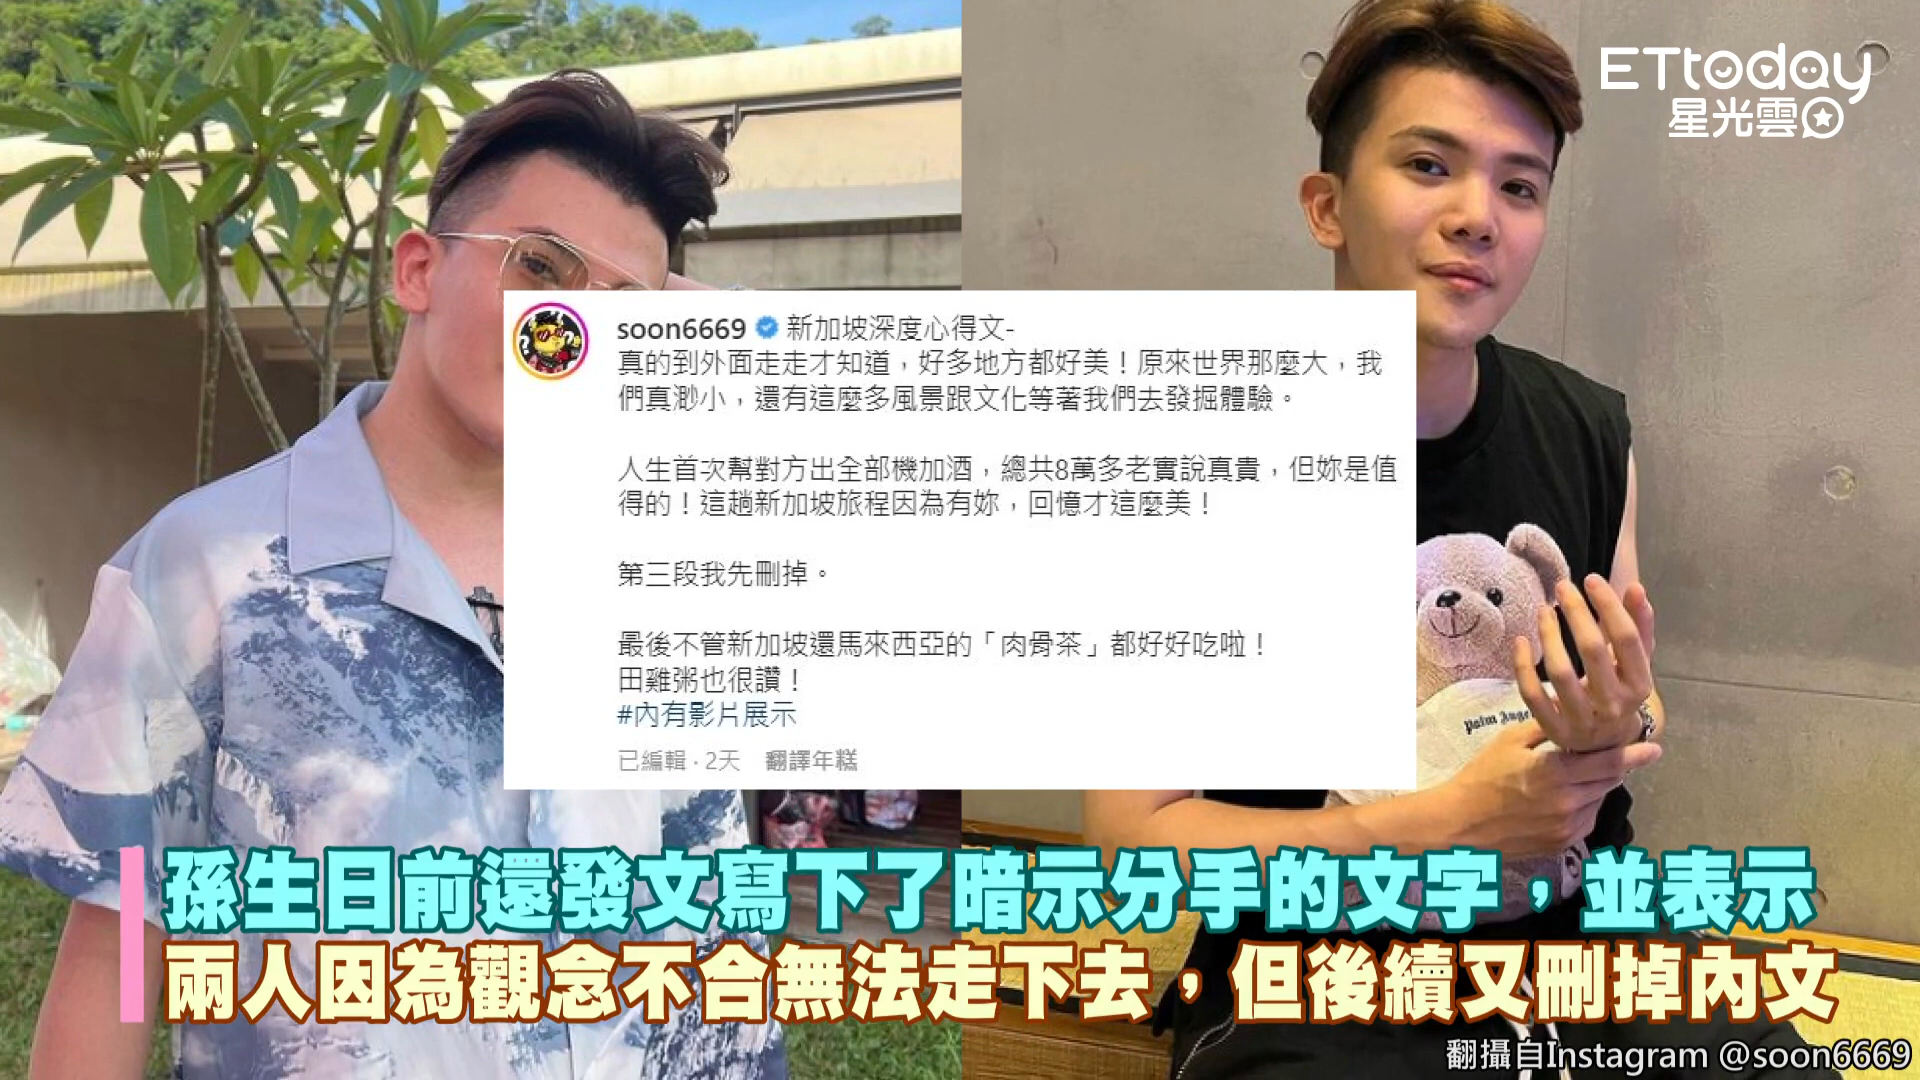 ETtoday
星光雲
soon6669 新加坡深度心得文-
真的到外面走走才知道，好多地方都好美！原來世界那麼大，我
們真渺小，還有這麼多風景跟文化等著我們去發掘體驗。
人生首次幫對方出全部機加酒，總共8萬多老實說真貴，但妳是值
得的！這趟新加坡旅程因為有妳，回憶才這麼美！
第三段我先刪掉。
最後不管新加坡還馬來西亞的「肉骨茶」都好好吃啦！
田雞粥也很讚！
#內有影片展示
已編輯·2天 翻譯年糕
Palm Angel
孫生日前還發文寫下了暗示分手的文字，並表示
兩人因為觀念不合無法走下去，但後續又刪掉內文
翻攝自Instagram @soon6669